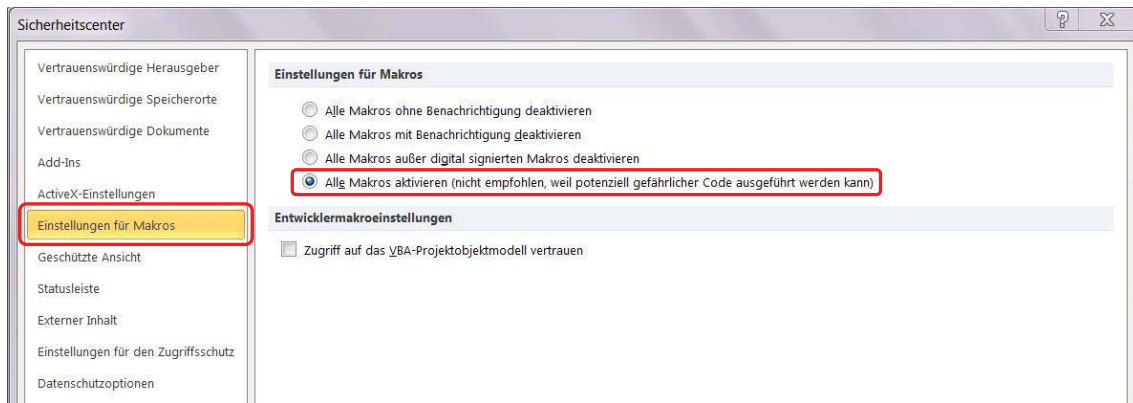 Sicherheitscenter
Vertrauenswürdige Herausgeber
Vertrauenswürdige Speicherorte
Vertrauenswürdige Dokumente
Add-Ins
ActiveX-Einstellungen
Einstellungen für Makros
Geschützte Ansicht
Statusleiste
Externer Inhalt
Einstellungen für den Zugriffsschutz
Datenschutzoptionen
Einstellungen für Makros
Alle Makros ohne Benachrichtigung deaktivieren
Alle Makros mit Benachrichtigung deaktivieren
Alle Makros außer digital signierten Makros deaktivieren
Alle Makros aktivieren (nicht empfohlen, weil potenziell gefährlicher Code ausgeführt werden kann)
Entwicklermakroeinstellungen
Zugriff auf das VBA-Projektobjektmodell vertrauen